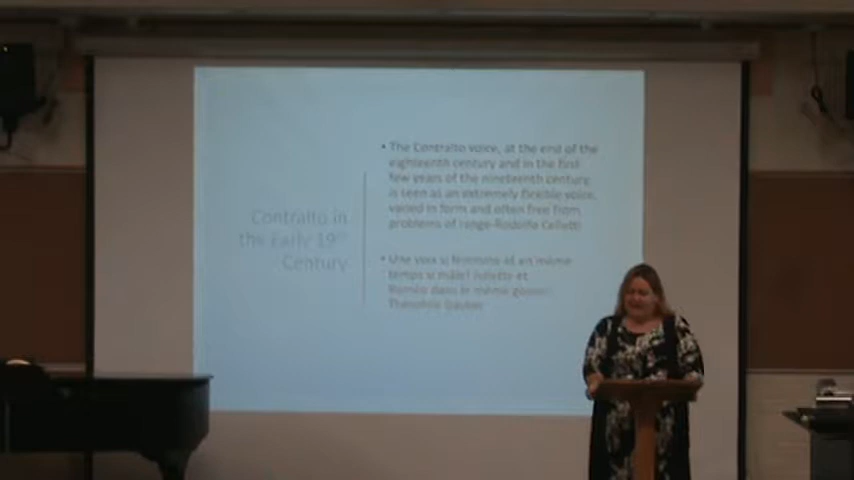 Contralto in
the Early 19th
Century
• The Contralto voice, at the end of the
eighteenth century and in the first
few years of the nineteenth century
is seen as an extremely flexible voice,
varied in form and often free from
problems of range-Rodolfo Celletti
• Une voix si féminine et en même
temps si mâle! Juliette et
Roméo dans le même gosier
Théophile Gautier